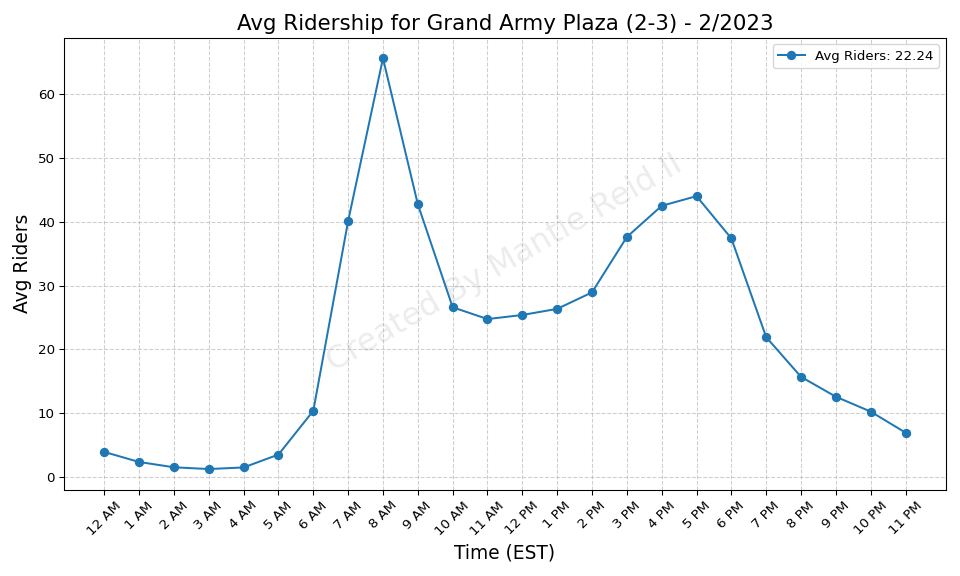 Avg Ridership for Grand Army Plaza (2-3) - 2/2023
Avg Riders: 22.24
Avg Riders
60
50
40
30
20
10
0
Created By Mantie Reid II
12 AM
1 AM
2 AM
3 AM
4 AM
5 AM
6 AM
7 AM
8 AM
9 AM
10 AM
11 AM
12 PM
1 PM
2 PM
3 PM
4 PM
5 PM
6 PM
7 PM
8 PM
9 PM
10 PM
11 PM
Time (EST)